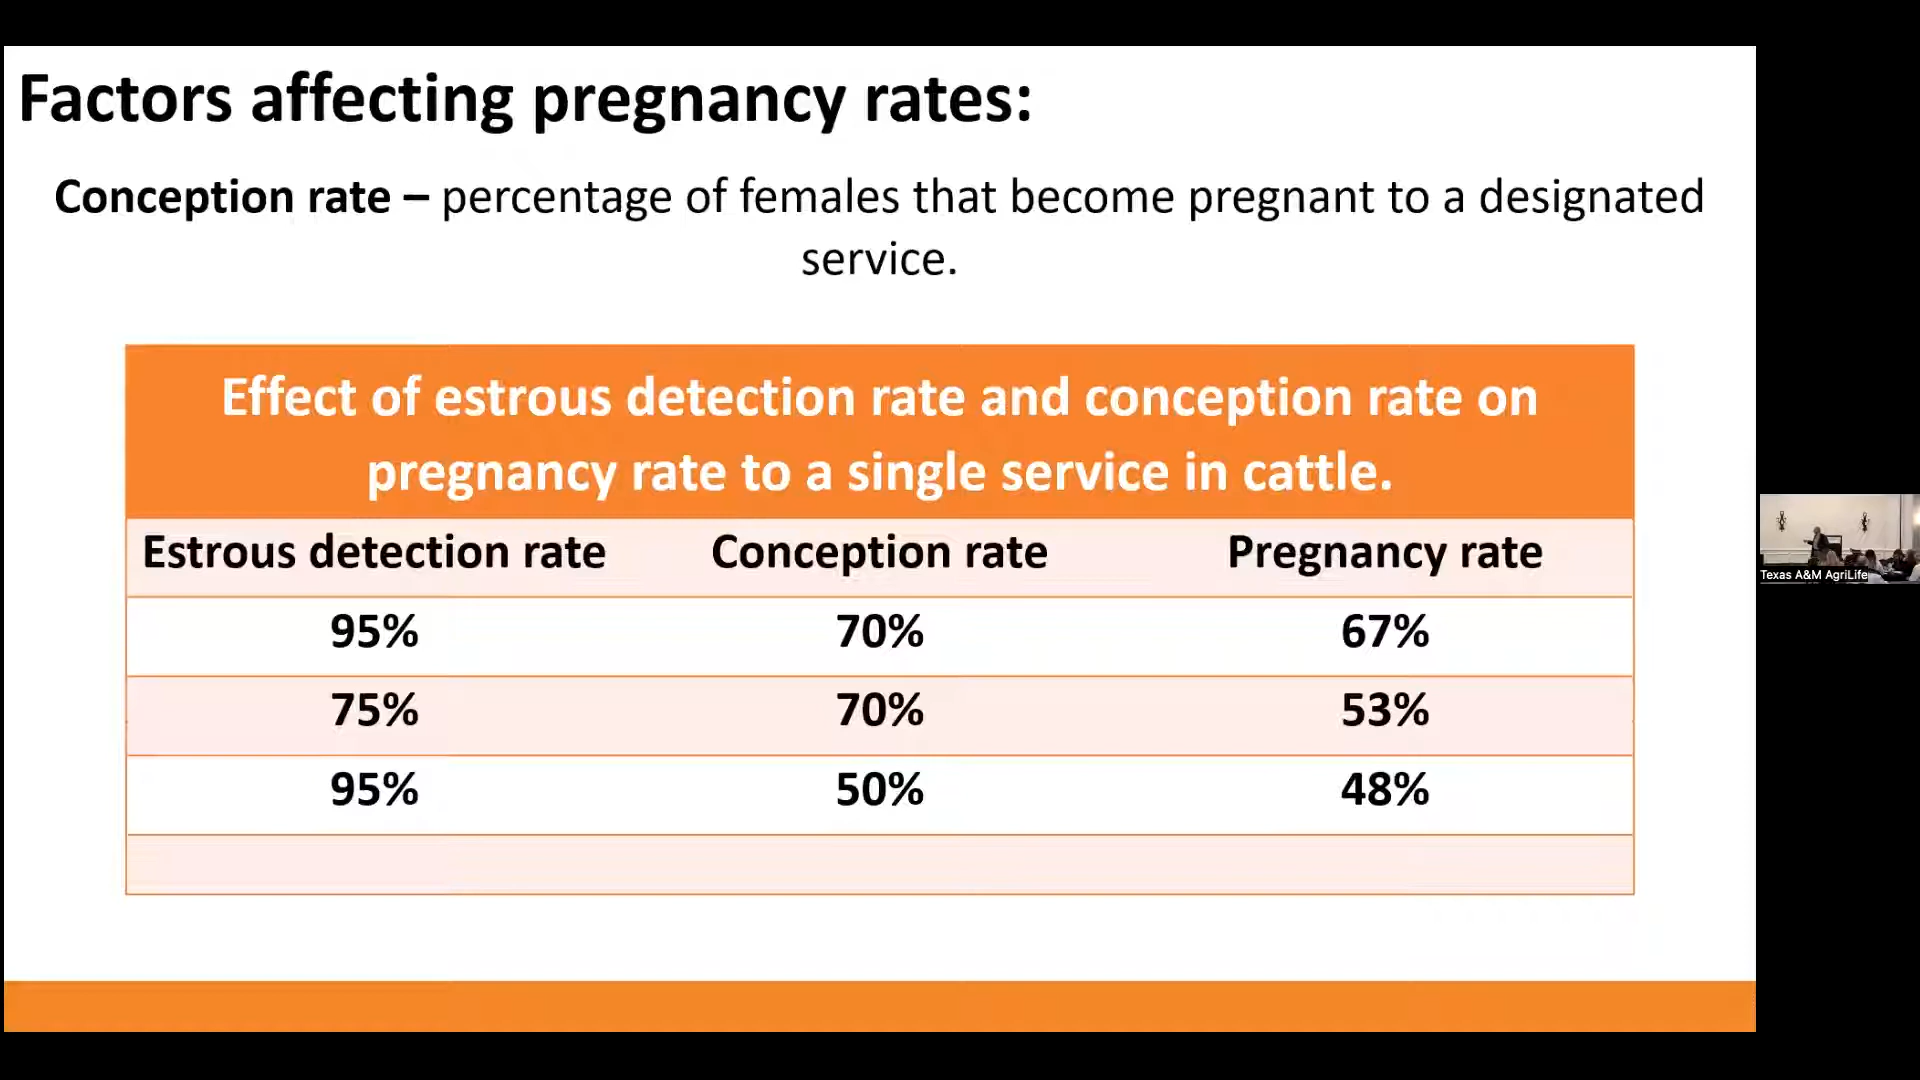 Factors affecting pregnancy rates:
Conception rate – percentage of females that become pregnant to a designated
service.
Effect of estrous detection rate and conception rate on
pregnancy rate to a single service in cattle.
Estrous detection rate Conception rate Pregnancy rate
95% 70% 67%
75% 70% 53%
95% 50% 48%
Texas A&M AgriLife